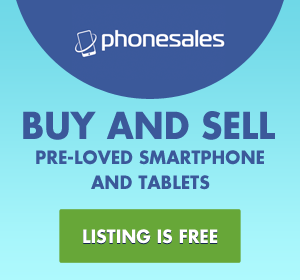 phonesales
BUY AND SELL
PRE-LOVED SMARTPHONE
AND TABLETS
LISTING IS FREE